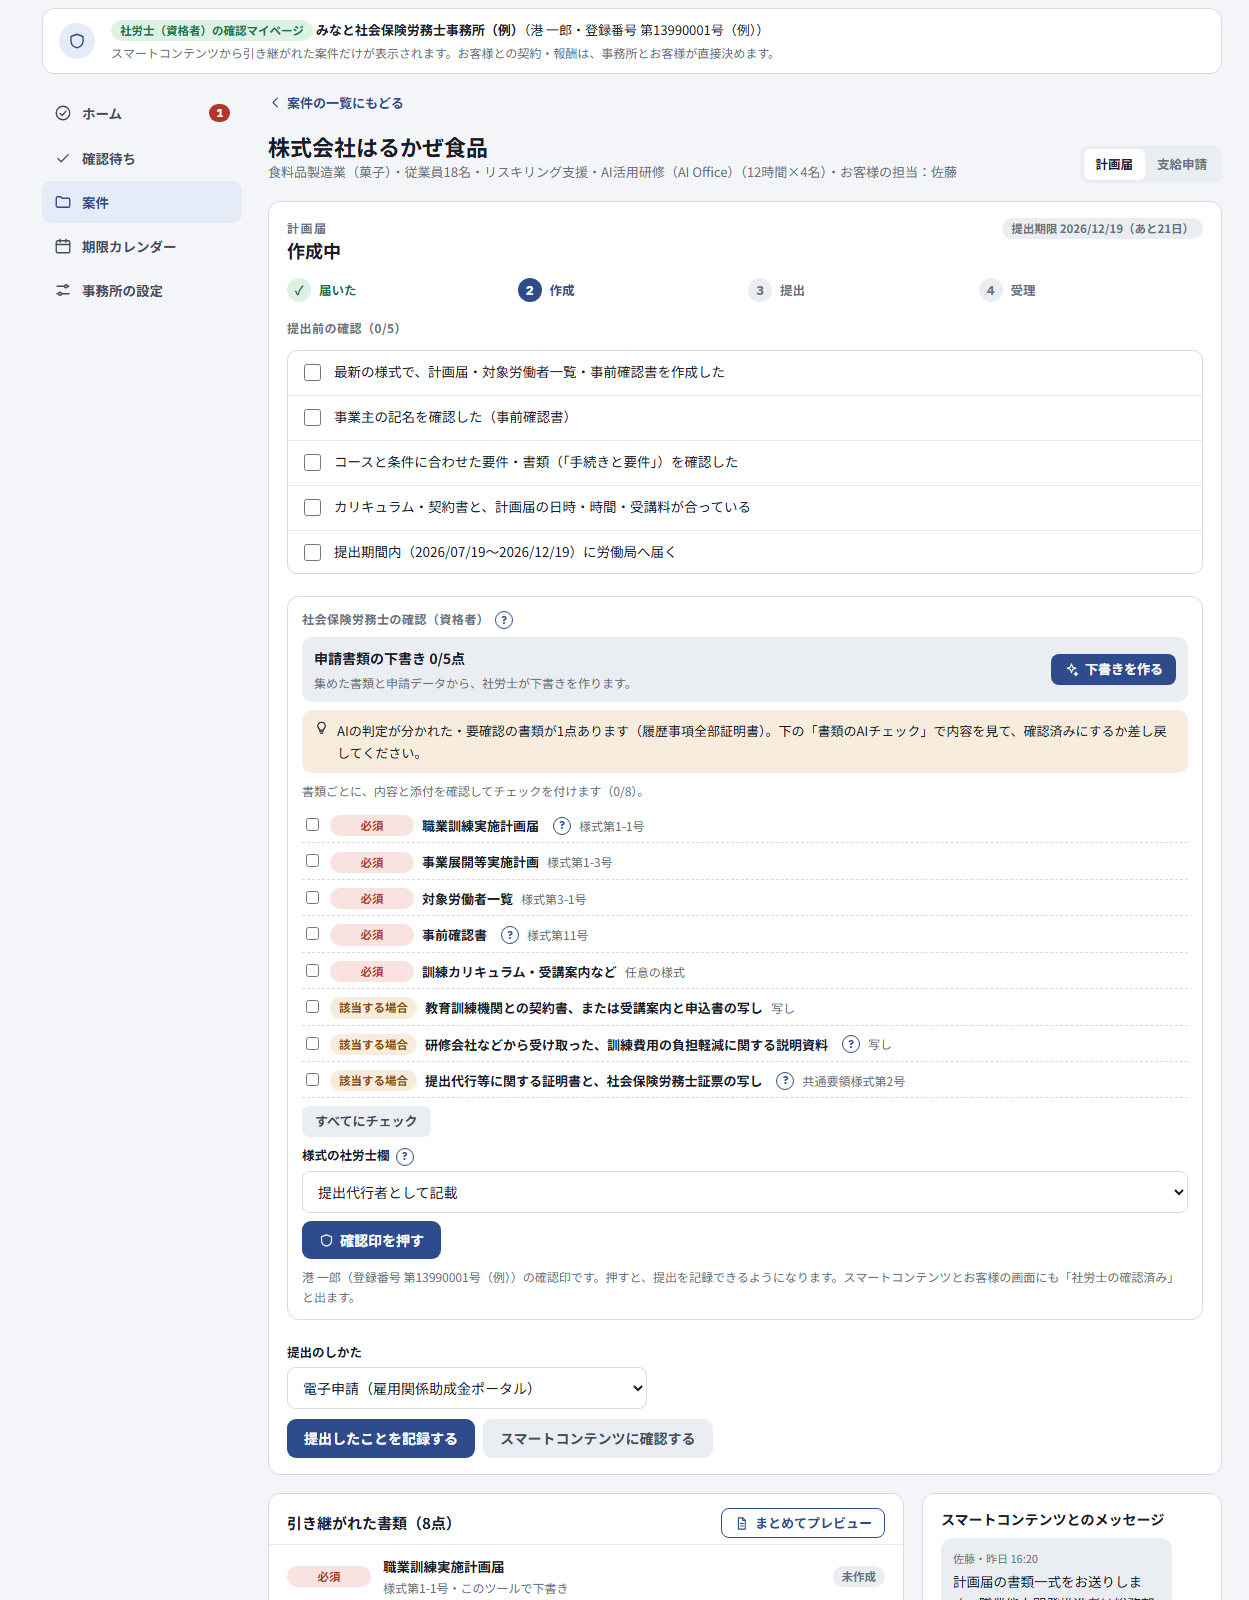 社労士（資格者）の確認マイページ みなと社会保険労務士事務所（例）（港 一郎・登録番号 第13990001号（例））
スマートコンテンツから引き継がれた案件だけが表示されます。お客様との契約・報酬は、事務所とお客様が直接決めます。
ホーム 1
確認待ち
案件
期限カレンダー
事務所の設定
案件の一覧にもどる
株式会社はるかぜ食品
食料品製造業（菓子）・従業員18名・リスキリング支援・AI活用研修（AI Office）（12時間×4名）・お客様の担当：佐藤
計画届 支給申請
計画届
作成中
提出期限 2026/12/19（あと21日）
届いた
2 作成
3 提出
4 受理
提出前の確認（0/5）
最新の様式で、計画届・対象労働者一覧・事前確認書を作成した
事業主の記名を確認した（事前確認書）
コースと条件に合わせた要件・書類（「手続きと要件」）を確認した
カリキュラム・契約書と、計画届の日時・時間・受講料が合っている
提出期間内（2026/07/19〜2026/12/19）に労働局へ届く
社会保険労務士の確認（資格者） ?
申請書類の下書き 0/5点
集めた書類と申請データから、社労士が下書きを作ります。
下書きを作る
AIの判定が分かれた・要確認の書類が1点あります（履歴事項全部証明書）。下の「書類のAIチェック」で内容を見て、確認済みにするか差し戻
してください。
書類ごとに、内容と添付を確認してチェックを付けます（0/8）。
必須 職業訓練実施計画届 ? 様式第1-1号
必須 事業展開等実施計画 様式第1-3号
必須 対象労働者一覧 様式第3-1号
必須 事前確認書 ? 様式第11号
必須 訓練カリキュラム・受講案内など 任意の様式
該当する場合 教育訓練機関との契約書、または受講案内と申込書の写し 写し
該当する場合 研修会社などから受け取った、訓練費用の負担軽減に関する説明資料 ? 写し
該当する場合 提出代行等に関する証明書と、社会保険労務士証票の写し ? 共通要領様式第2号
すべてにチェック
様式の社労士欄 ?
提出代行者として記載
確認印を押す
港 一郎（登録番号 第13990001号（例））の確認印です。押すと、提出を記録できるようになります。スマートコンテンツとお客様の画面にも「社労士の確認済み」
と出ます。
提出のしかた
電子申請（雇用関係助成金ポータル）
提出したことを記録する スマートコンテンツに確認する
引き継がれた書類（8点）
まとめてプレビュー
必須 職業訓練実施計画届
様式第1-1号・このツールで下書き
未作成
スマートコンテンツとのメッセージ
佐藤・昨日 16:20
計画届の書類一式をお送りしま